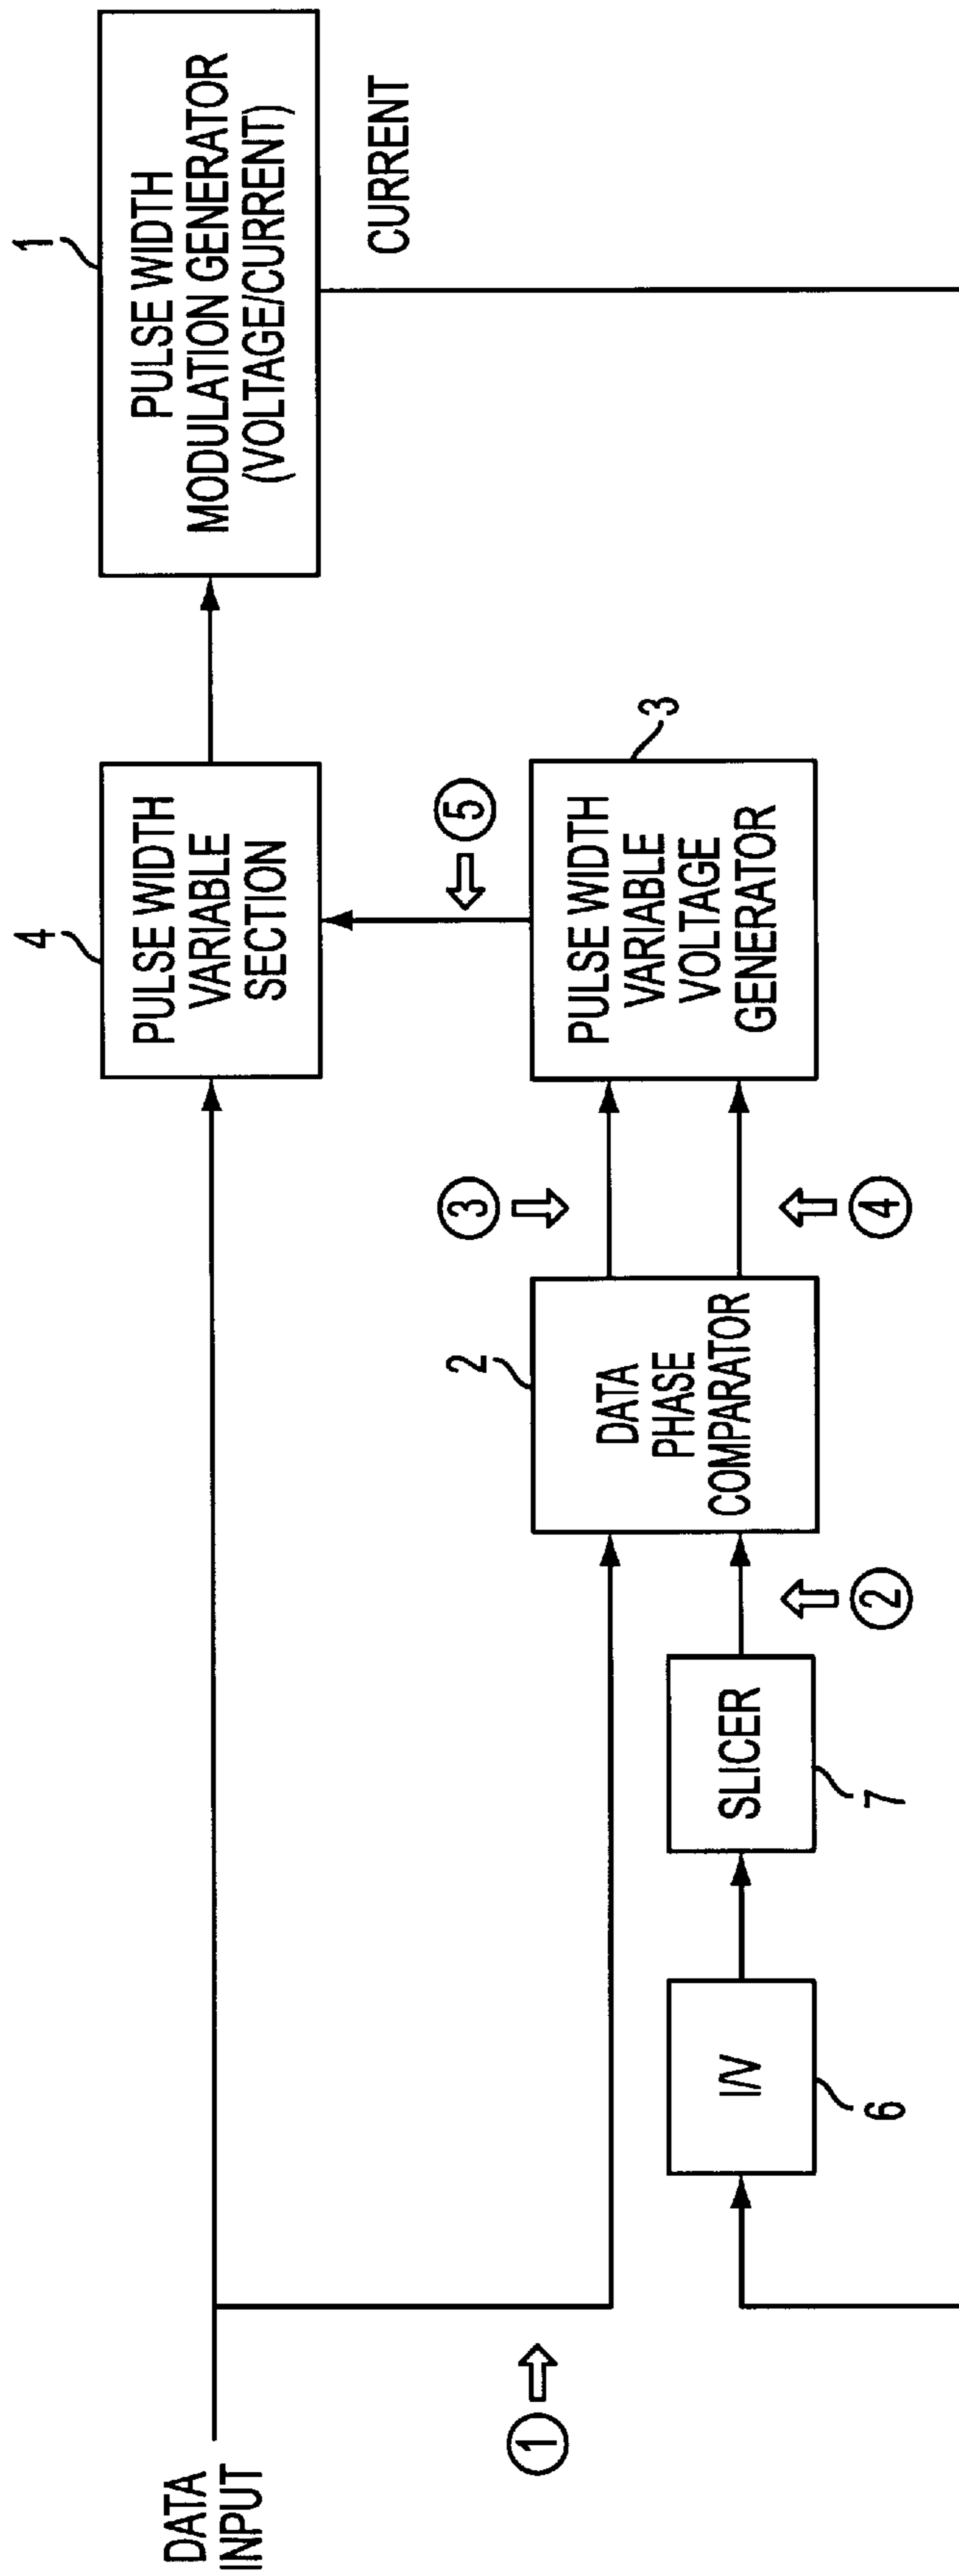 DATA
INPUT
4
PULSE WIDTH
VARIABLE
SECTION
1
PULSE WIDTH
MODULATION GENERATOR
(VOLTAGE/CURRENT)
CURRENT
①
2
DATA
PHASE
COMPARATOR
③
④
⑤
3
PULSE WIDTH
VARIABLE
VOLTAGE
GENERATOR
I/V
6
SLICER
7
②